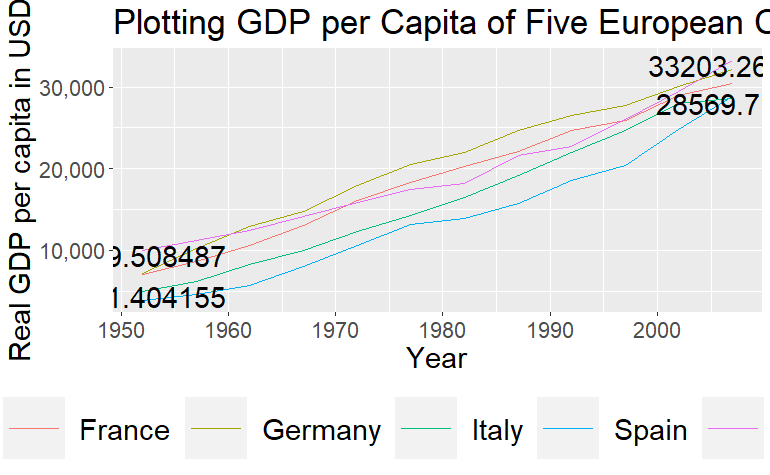 Plotting GDP per Capita of Five European C
Real GDP per capita in USD
33203.26
30,000
28569.7
20,000
10,000
9.508487
1.404155
1950 1960 1970 1980 1990 2000
Year
France Germany Italy Spain